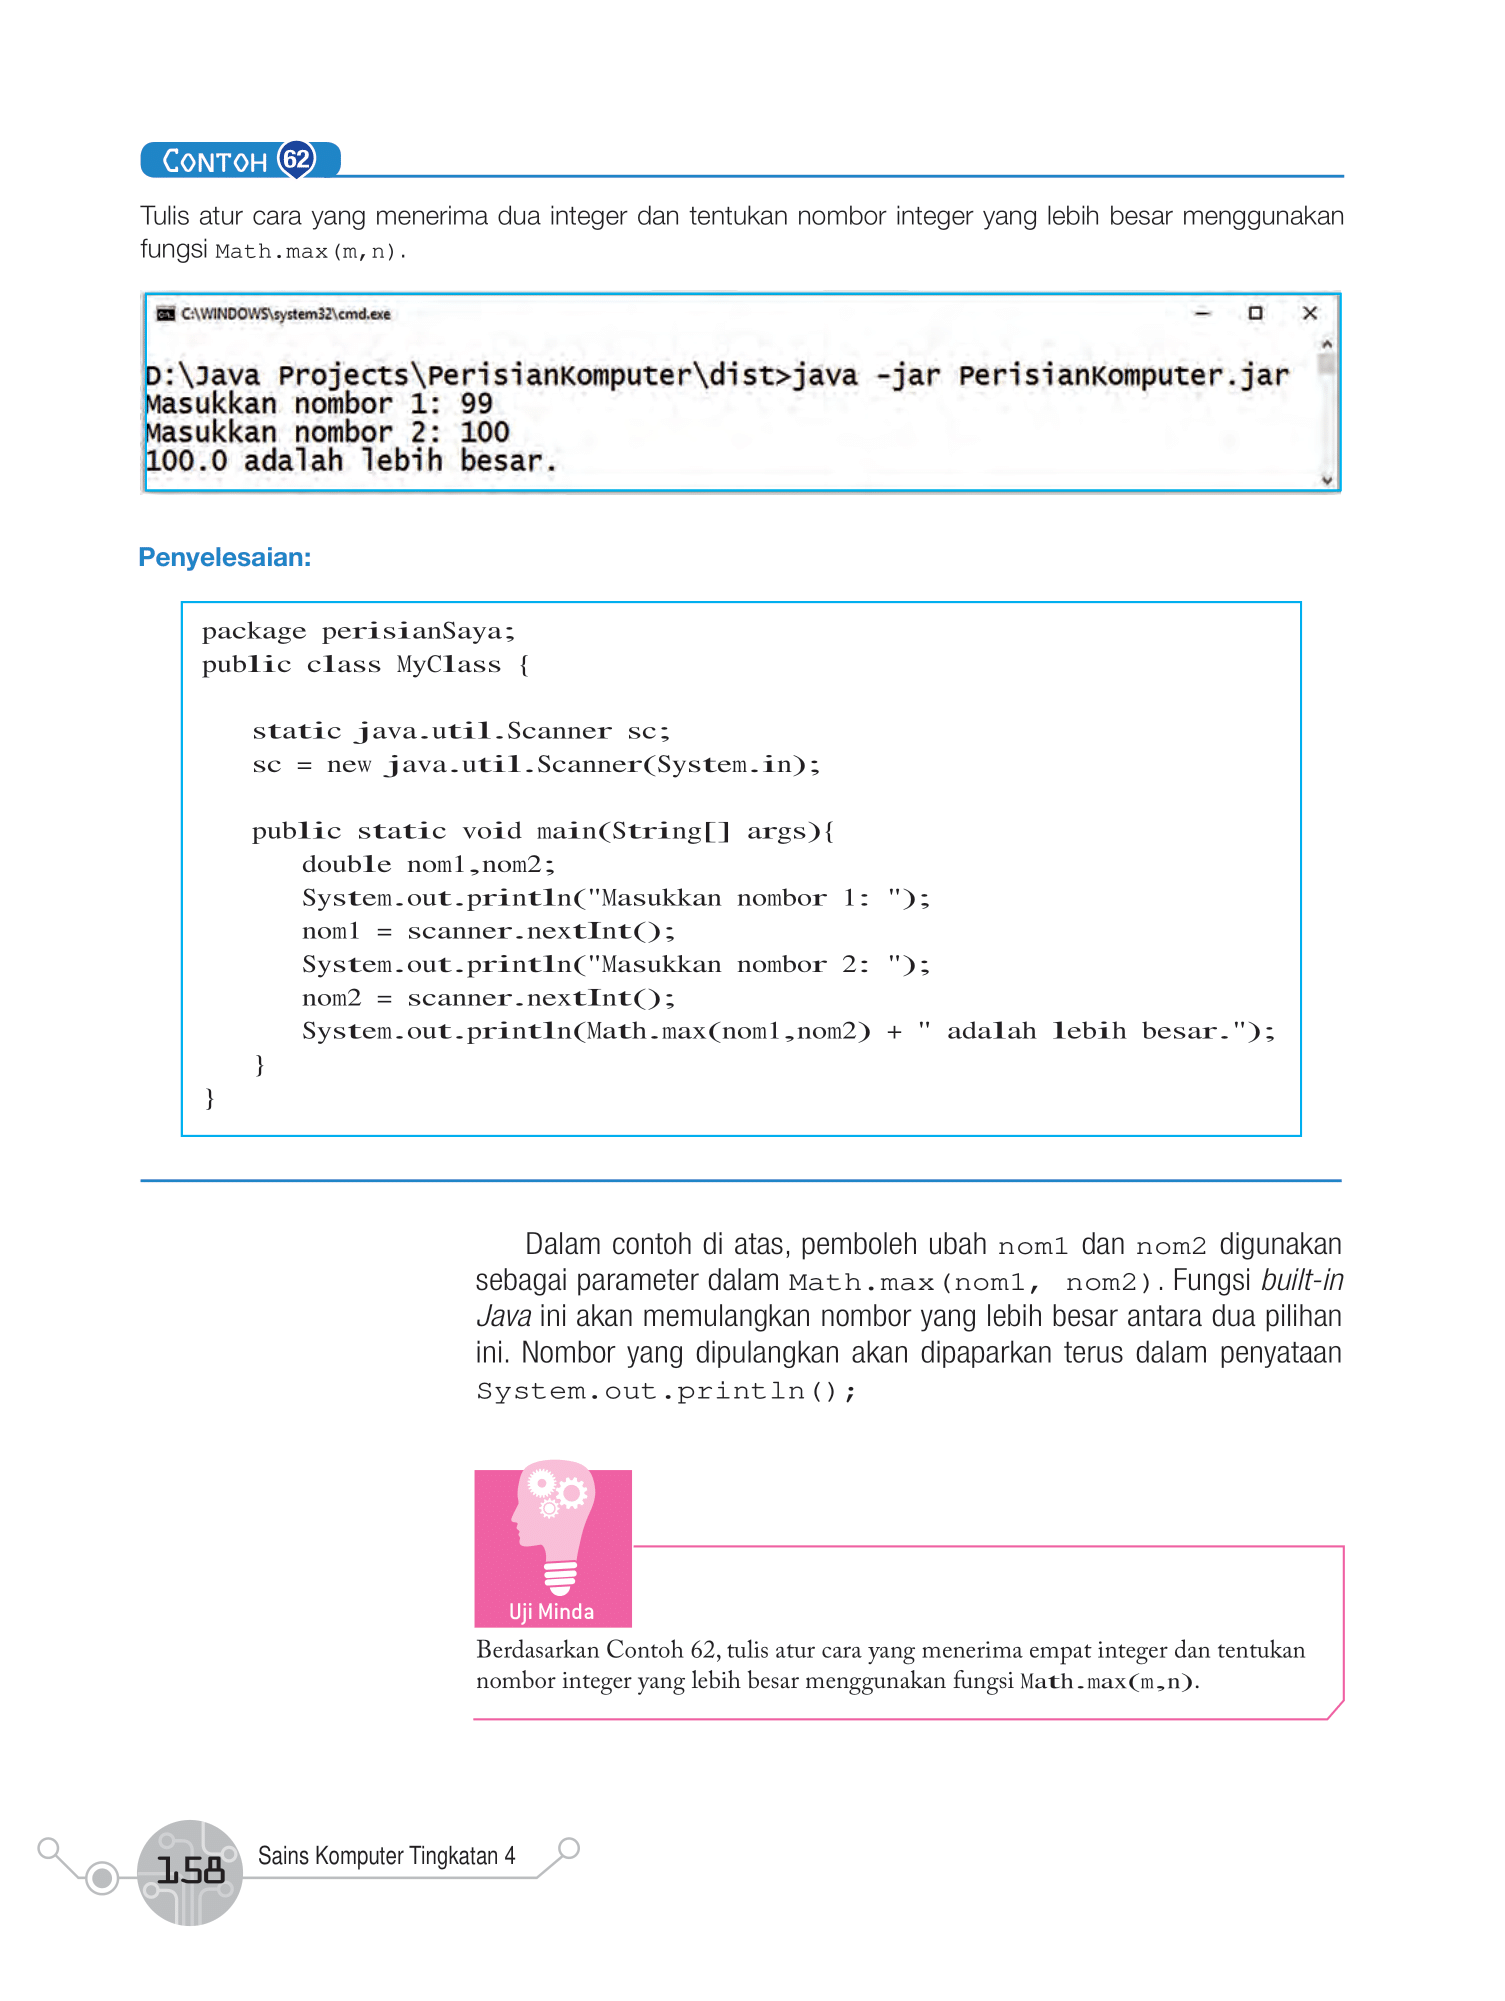 CONTOH 62
Tulis atur cara yang menerima dua integer dan tentukan nombor integer yang lebih besar menggunakan
fungsi Math.max(m,n).
C:\WINDOWS\system32\cmd.exe
D:\Java Projects\PerisianKomputer\dist>java -jar PerisianKomputer.jar
Masukkan nombor 1: 99
Masukkan nombor 2: 100
100.0 adalah lebih besar.
Penyelesaian:
package perisianSaya;
public class MyClass {
static java.util.Scanner sc;
sc = new java.util.Scanner(System.in);
public static void main(String[] args){
double nom1,nom2;
System.out.println("Masukkan nombor 1: ");
nom1 = scanner.nextInt();
System.out.println("Masukkan nombor 2: ");
nom2 = scanner.nextInt();
System.out.println(Math.max(nom1,nom2) + " adalah lebih besar.");
}
}
Dalam contoh di atas, pemboleh ubah nom1 dan nom2 digunakan
sebagai parameter dalam Math.max(nom1, nom2). Fungsi built-in
Java ini akan memulangkan nombor yang lebih besar antara dua pilihan
ini. Nombor yang dipulangkan akan dipaparkan terus dalam penyataan
System.out.println();
Uji Minda
Berdasarkan Contoh 62, tulis atur cara yang menerima empat integer dan tentukan
nombor integer yang lebih besar menggunakan fungsi Math.max(m,n).
158
Sains Komputer Tingkatan 4